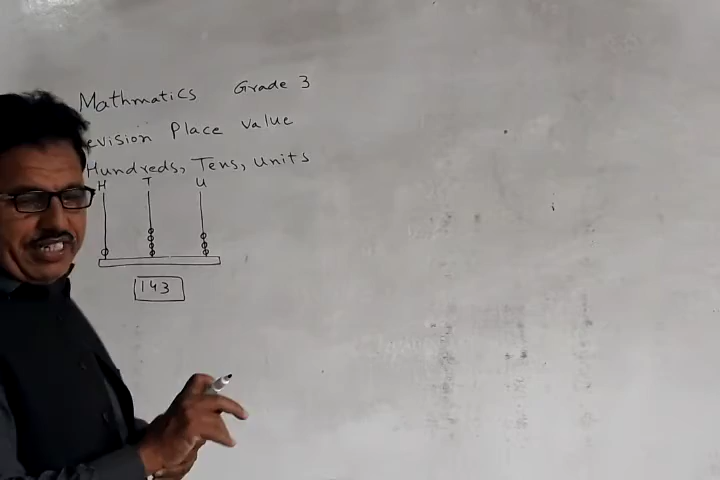 Mathmatics Grade 3
evision Place Value
Hundreds, Tens, Units
H T U
143